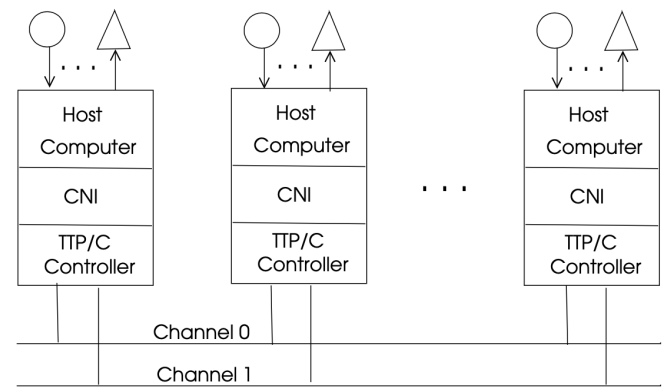 Host
Computer
CNI
TTP/C
Controller
Host
Computer
CNI
TTP/C
Controller
. . .
Host
Computer
CNI
TTP/C
Controller
Channel 0
Channel 1